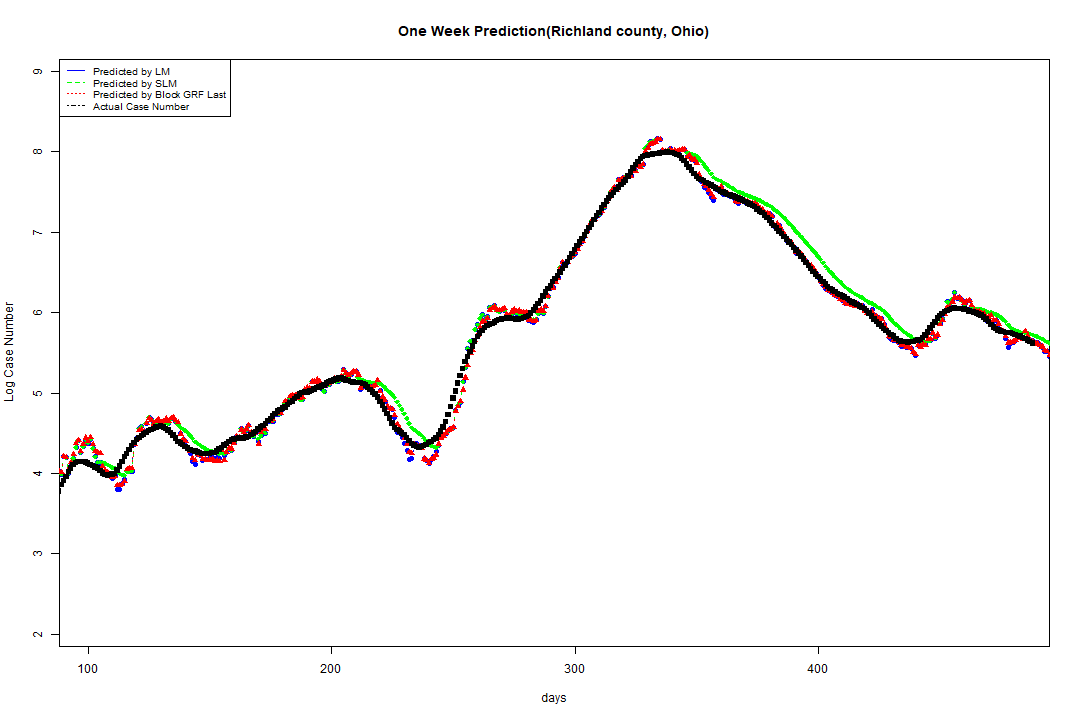 One Week Prediction(Richland county, Ohio)
Predicted by LM
Predicted by SLM
Predicted by Block GRF Last
Actual Case Number
Log Case Number
9
8
7
6
5
4
3
2
100 200 300 400
days